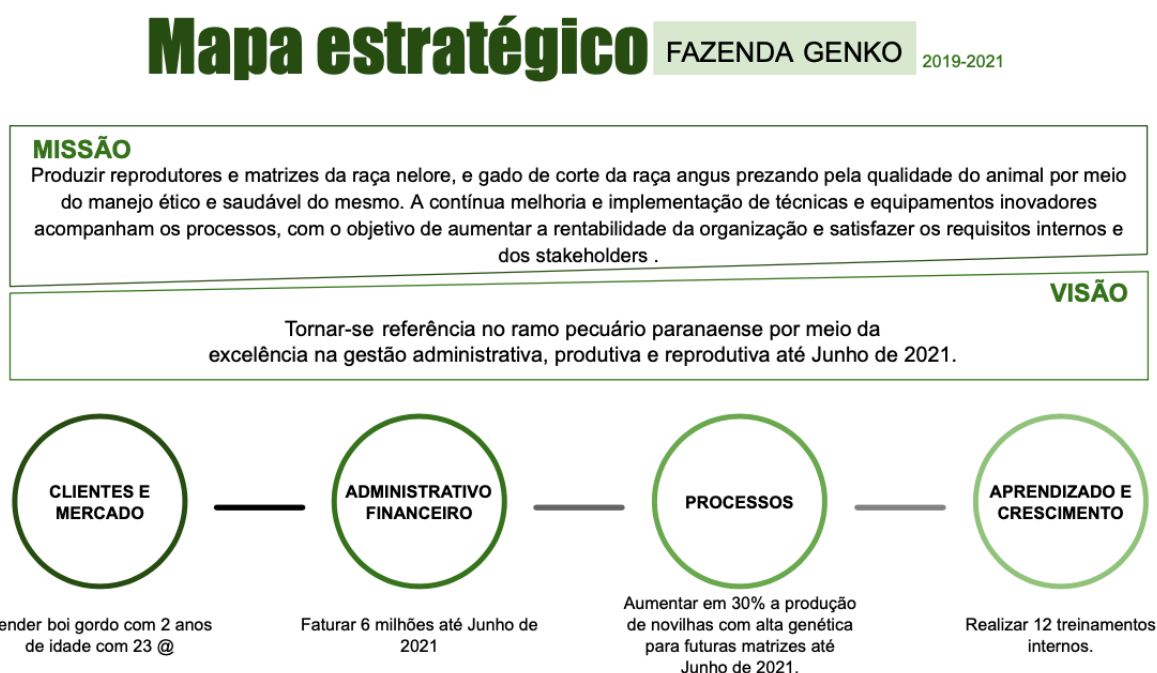 Mapa estratégico FAZENDA GENKO 2019-2021
MISSÃO
Produzir reprodutores e matrizes da raça nelore, e gado de corte da raça angus prezando pela qualidade do animal por meio
do manejo ético e saudável do mesmo. A contínua melhoria e implementação de técnicas e equipamentos inovadores
acompanham os processos, com o objetivo de aumentar a rentabilidade da organização e satisfazer os requisitos internos e
dos stakeholders .
VISÃO
Tornar-se referência no ramo pecuário paranaense por meio da
excelência na gestão administrativa, produtiva e reprodutiva até Junho de 2021.
CLIENTES E
MERCADO
ender boi gordo com 2 anos
de idade com 23 @
ADMINISTRATIVO
FINANCEIRO
Faturar 6 milhões até Junho de
2021
PROCESSOS
Aumentar em 30% a produção
de novilhas com alta genética
para futuras matrizes até
Junho de 2021.
APRENDIZADO E
CRESCIMENTO
Realizar 12 treinamentos
internos.